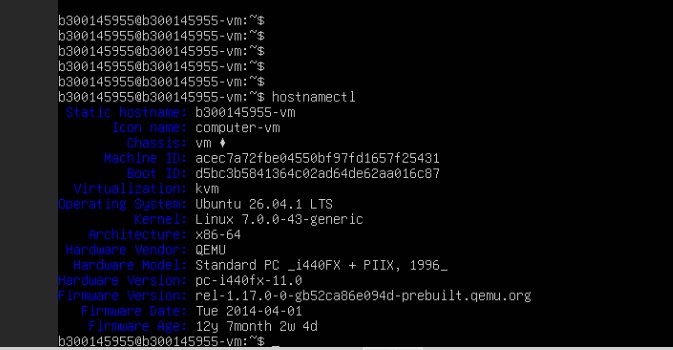 b300145955@b300145955-vm:~$
b300145955@b300145955-vm:~$
b300145955@b300145955-vm:~$
b300145955@b300145955-vm:~$
b300145955@b300145955-vm:~$
b300145955@b300145955-vm:~$ hostnamectl
Static hostname: b300145955-vm
Icon name: computer-vm
Chassis: vm ♦
Machine ID: acec7a72fbe04550bf97fd1657f25431
Boot ID: d5bc3b5841364c02ad64de62aa016c87
Virtualization: kvm
Operating System: Ubuntu 26.04.1 LTS
Kernel: Linux 7.0.0-43-generic
Architecture: x86-64
Hardware Vendor: QEMU
Hardware Model: Standard PC _i440FX + PIIX, 1996_
Hardware Version: pc-i440fx-11.0
Firmware Version: rel-1.17.0-0-gb52ca86e094d-prebuilt.qemu.org
Firmware Date: Tue 2014-04-01
Firmware Age: 12y 7month 2w 4d
b300145955@b300145955-vm:~$ _